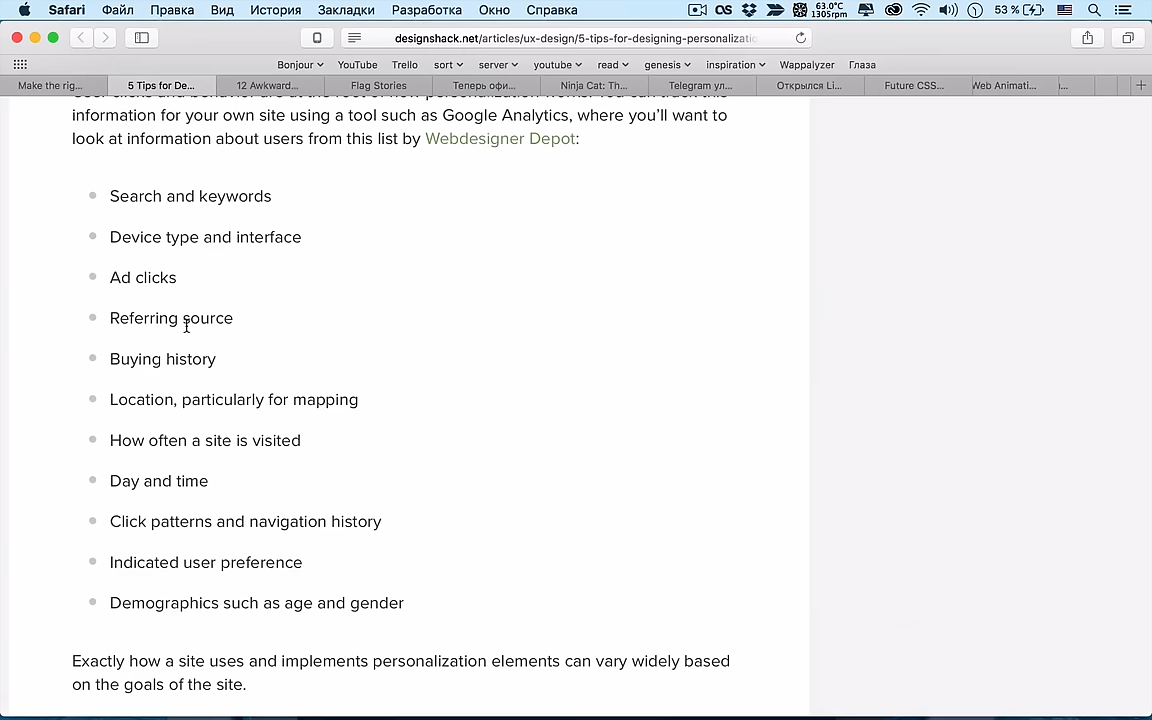 Safari Файл Правка Вид История Закладки Разработка Окно Справка OS 63.0°C 1305rpm 53 %
designshack.net/articles/ux-design/5-tips-for-designing-personalizatio
Bonjour YouTube Trello sort server youtube read genesis inspiration Wappalyzer Глаза
Make the rig... 5 Tips for De... 12 Awkward... Flag Stories Теперь офи... Ninja Cat: Th... Telegram ул... Открылся Li... Future CSS... Web Animati...
information for your own site using a tool such as Google Analytics, where you’ll want to
look at information about users from this list by Webdesigner Depot:
Search and keywords
Device type and interface
Ad clicks
Referring source
Buying history
Location, particularly for mapping
How often a site is visited
Day and time
Click patterns and navigation history
Indicated user preference
Demographics such as age and gender
Exactly how a site uses and implements personalization elements can vary widely based
on the goals of the site.